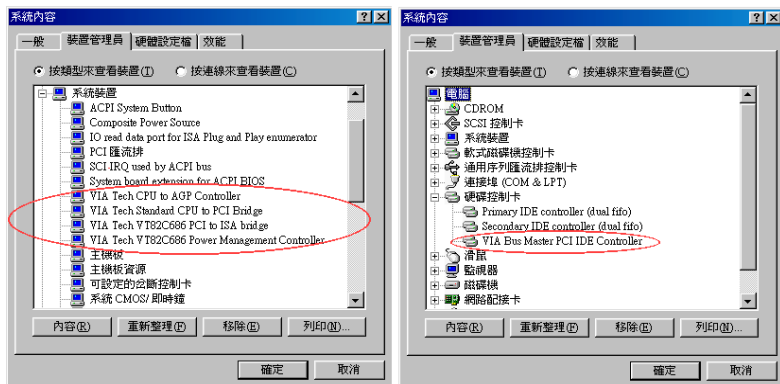 系統內容
一般 裝置管理員 硬體設定檔 效能
按類型來查看裝置(T) 按連線來查看裝置(C)
系統裝置
ACPI System Button
Composite Power Source
IO read data port for ISA Plug and Play enumerator
PCI 匯流排
SCI IRQ used by ACPI bus
System board extension for ACPI BIOS
VIA Tech CPU to AGP Controller
VIA Tech Standard CPU to PCI Bridge
VIA Tech VT82C686 PCI to ISA bridge
VIA Tech VT82C686 Power Management Controller
主機板
主機板資源
可設定的岔斷控制卡
系統 CMOS/即時鐘
內容(R) 重新整理(F) 移除(E) 列印(N)...
確定 取消
系統內容
一般 裝置管理員 硬體設定檔 效能
按類型來查看裝置(T) 按連線來查看裝置(C)
電腦
CDROM
SCSI 控制卡
系統裝置
軟式磁碟機控制卡
通用序列匯流排控制卡
連接埠 (COM & LPT)
硬碟控制卡
Primary IDE controller (dual fifo)
Secondary IDE controller (dual fifo)
VIA Bus Master PCI IDE Controller
滑鼠
監視器
磁碟機
網路配接卡
內容(R) 重新整理(F) 移除(E) 列印(N)...
確定 取消